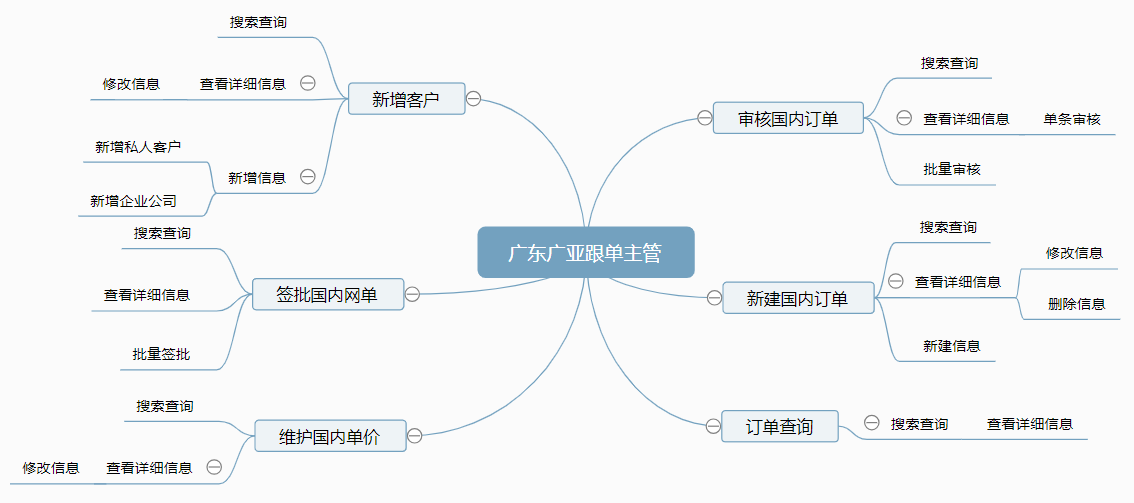 广东广亚跟单主管
新增客户
搜索查询
查看详细信息
修改信息
新增信息
新增私人客户
新增企业公司
签批国内网单
搜索查询
查看详细信息
批量签批
维护国内单价
搜索查询
查看详细信息
修改信息
审核国内订单
搜索查询
查看详细信息
单条审核
批量审核
新建国内订单
搜索查询
查看详细信息
修改信息
删除信息
新建信息
订单查询
搜索查询
查看详细信息